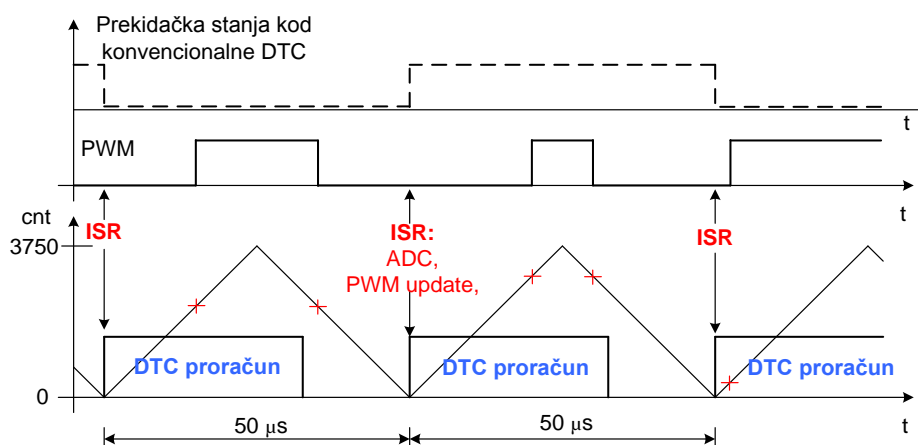 Prekidačka stanja kod
konvencionalne DTC
t
PWM
t
cnt
3750
ISR
ISR:
ADC,
PWM update,
ISR
DTC proračun
DTC proračun
DTC proračun
0
t
50 μs
50 μs